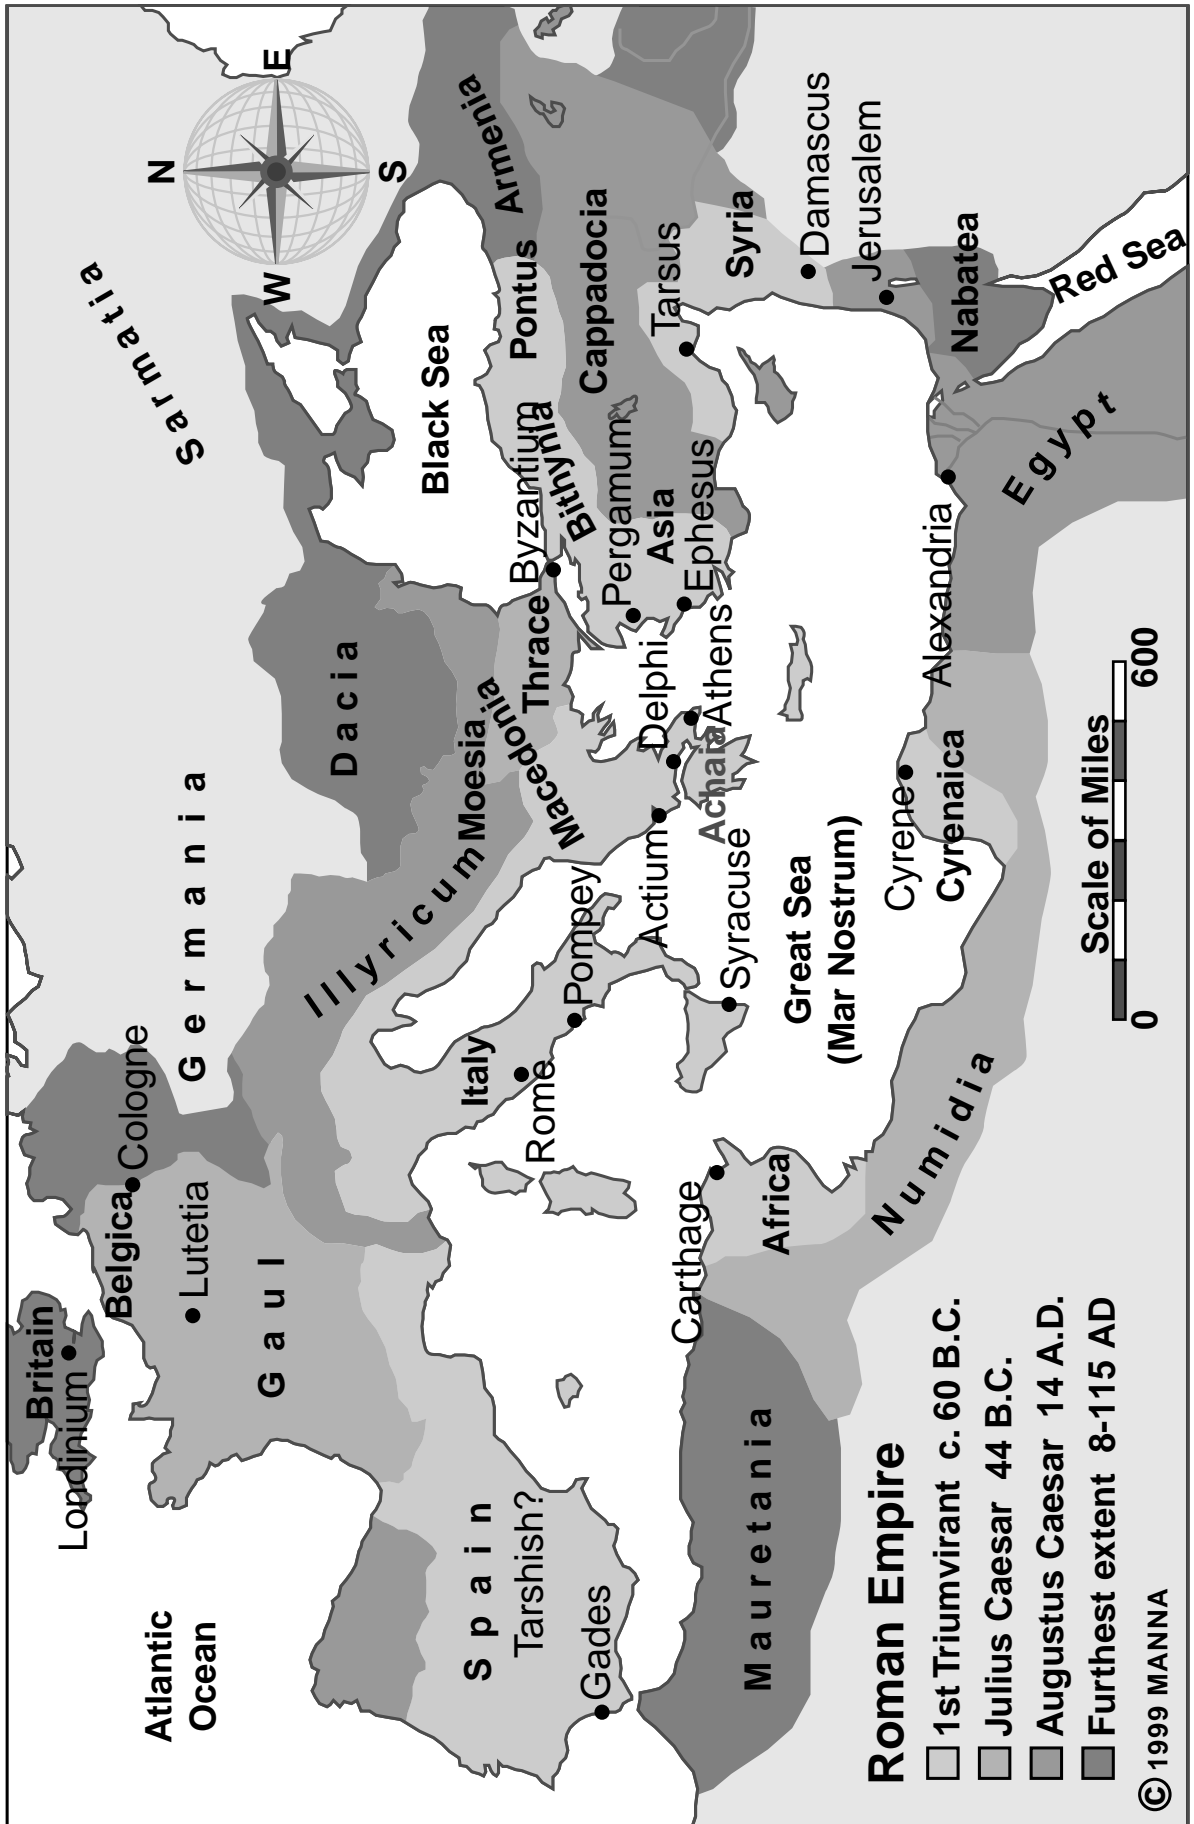 Atlantic
Ocean
Britain
Londinium
Belgica
Cologne
Lutetia
Gaul
Germania
Sarmatia
N
E
S
W
Dacia
Illyricum
Moesia
Macedonia
Thrace
Black Sea
Byzantium
Bithynia
Pontus
Armenia
Cappadocia
Pergamum
Asia
Ephesus
Tarsus
Syria
Damascus
Jerusalem
Nabatea
Red Sea
Egypt
Alexandria
Delphi
Athens
Achaia
Actium
Italy
Rome
Pompey
Syracuse
Great Sea
(Mar Nostrum)
Cyrene
Cyrenaica
Spain
Tarshish?
Gades
Carthage
Africa
Numidia
Mauretania
Roman Empire
1st Triumvirant c. 60 B.C.
Julius Caesar 44 B.C.
Augustus Caesar 14 A.D.
Furthest extent 8-115 AD
© 1999 MANNA
Scale of Miles
0 600